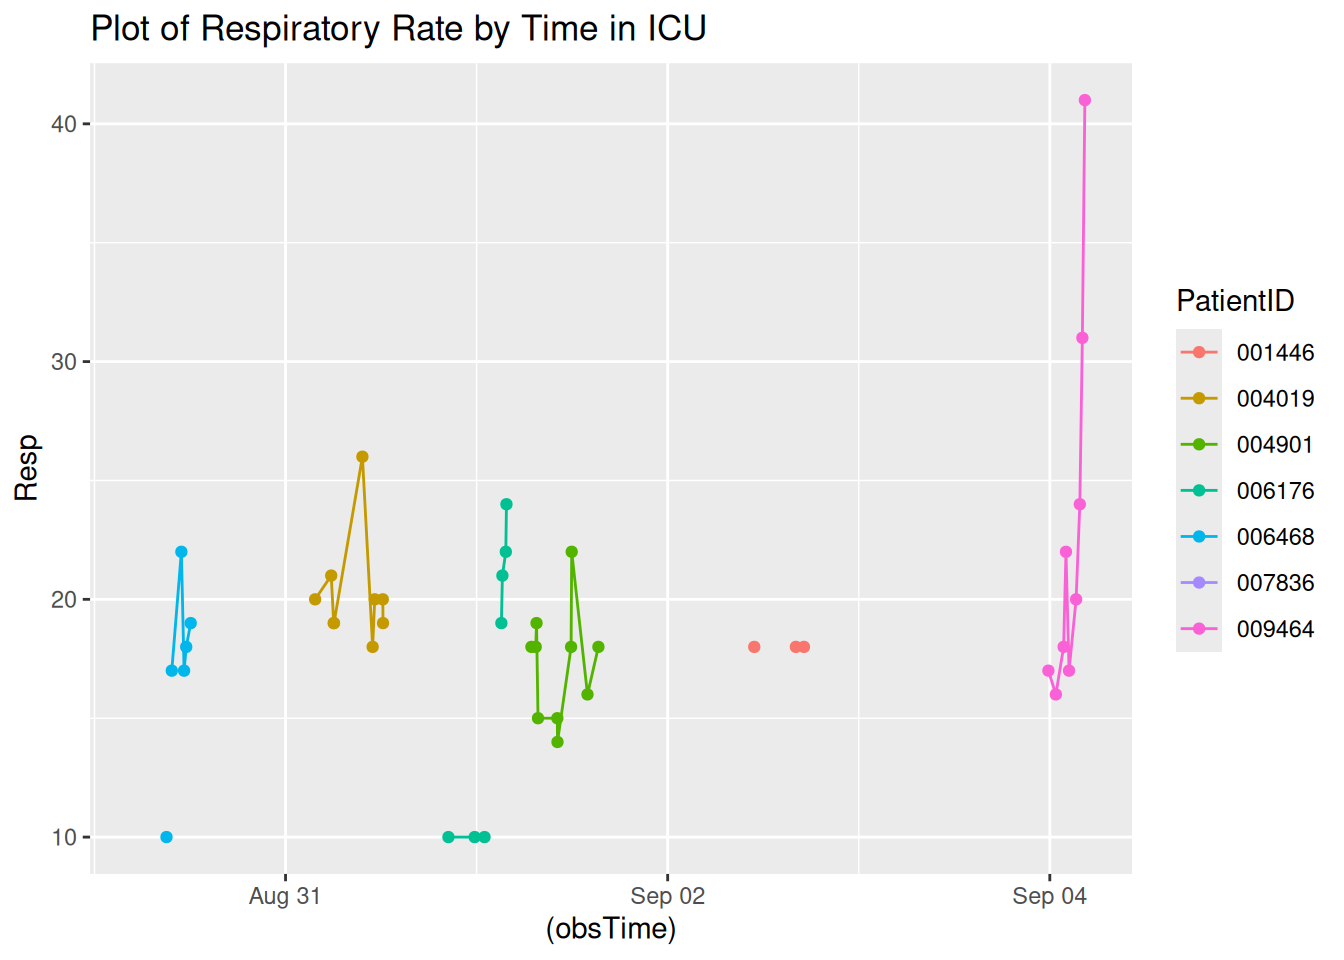 Plot of Respiratory Rate by Time in ICU
Resp
40
30
20
10
Aug 31
Sep 02
Sep 04
(obsTime)
PatientID
001446
004019
004901
006176
006468
007836
009464